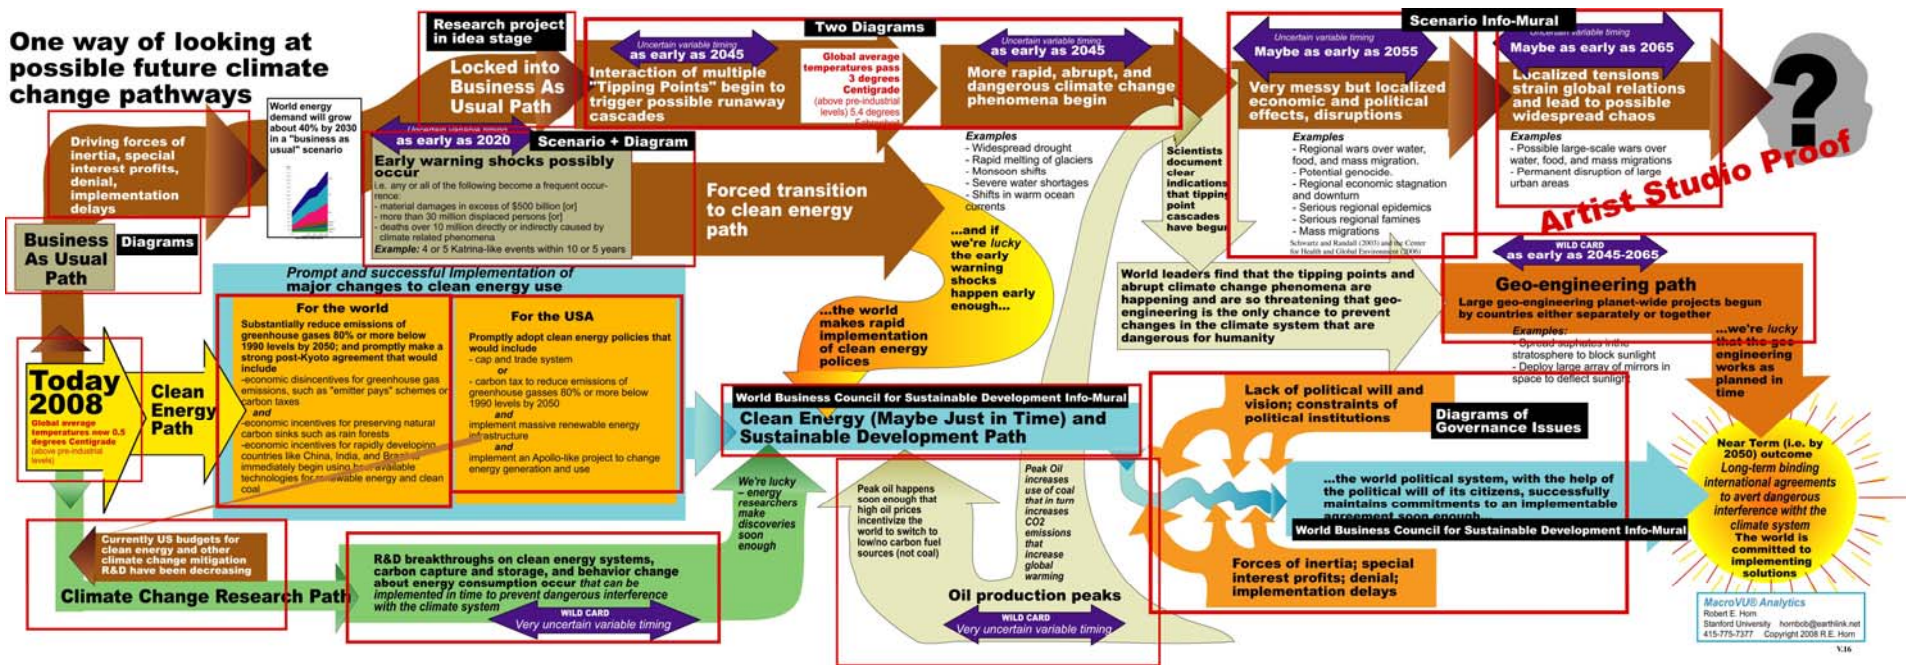 One way of looking at
possible future climate
change pathways
Research project
in idea stage
Two Diagrams
Scenario Info-Mural
Locked into
Business As
Usual Path
Uncertain variable timing
as early as 2045
Interaction of multiple
"Tipping Points" begin to
trigger possible runaway
cascades
Global average
temperatures pass
3 degrees
Centigrade
(above pre-industrial
levels) 5.4 degrees
Fahrenheit
Uncertain variable timing
as early as 2045
More rapid, abrupt, and
dangerous climate change
phenomena begin
Examples
- Widespread drought
- Rapid melting of glaciers
- Monsoon shifts
- Severe water shortages
- Shifts in warm ocean
currents
Uncertain variable timing
Maybe as early as 2055
Very messy but localized
economic and political
effects, disruptions
Examples
- Regional wars over water,
food, and mass migration.
- Potential genocide.
- Regional economic stagnation
and downturn
- Serious regional epidemics
- Serious regional famines
- Mass migrations
Schwartz and Randall (2003) and the Center
for Health and Global Environment (2006)
Uncertain variable timing
Maybe as early as 2065
Localized tensions
strain global relations
and lead to possible
widespread chaos
Examples
- Possible large-scale wars over
water, food, and mass migrations
- Permanent disruption of large
urban areas
?
Artist Studio Proof
Driving forces of
inertia, special
interest profits,
denial,
implementation
delays
World energy
demand will grow
about 40% by 2030
in a "business as
usual" scenario
Uncertain variable timing
as early as 2020
Scenario + Diagram
Early warning shocks possibly
occur
i.e. any or all of the following become a frequent occur-
rence:
- material damages in excess of $500 billion [or]
- more than 30 million displaced persons [or]
- deaths over 10 million directly or indirectly caused by
climate related phenomena
Example: 4 or 5 Katrina-like events within 10 or 5 years
Forced transition
to clean energy
path
...and if
we're lucky
the early
warning
shocks
happen early
enough...
...the world
makes rapid
implementation
of clean energy
polices
Scientists
document
clear
indications
that tipping
point
cascades
have begun
World leaders find that the tipping points and
abrupt climate change phenomena are
happening and are so threatening that geo-
engineering is the only chance to prevent
changes in the climate system that are
dangerous for humanity
WILD CARD
as early as 2045-2065
Geo-engineering path
Large geo-engineering planet-wide projects begun
by countries either separately or together
Examples:
- Spread suphates inthe
stratosphere to block sunlight
- Deploy large array of mirrors in
space to deflect sunlight
...we're lucky
that the geo-
engineering
works as
planned in
time
Business
As Usual
Path
Diagrams
Today
2008
Global average
temperatures now 0.5
degrees Centigrade
(above pre-industrial
levels)
Clean
Energy
Path
Prompt and successful Implementation of
major changes to clean energy use
For the world
Substantially reduce emissions of
greenhouse gases 80% or more below
1990 levels by 2050; and promptly make a
strong post-Kyoto agreement that would
include
-economic disincentives for greenhouse gas
emissions, such as "emitter pays" schemes or
carbon taxes
and
-economic incentives for preserving natural
carbon sinks such as rain forests
-economic incentives for rapidly developing
countries like China, India, and Brazil to
immediately begin using best available
technologies for renewable energy and clean
coal
For the USA
Promptly adopt clean energy policies that
would include
- cap and trade system
or
- carbon tax to reduce emissions of
greenhouse gasses 80% or more below
1990 levels by 2050
and
implement massive renewable energy
infrastructure
and
implement an Apollo-like project to change
energy generation and use
World Business Council for Sustainable Development Info-Mural
Clean Energy (Maybe Just in Time) and
Sustainable Development Path
Lack of political will and
vision; constraints of
political institutions
Diagrams of
Governance Issues
...the world political system, with the help of
the political will of its citizens, successfully
maintains commitments to an implementable
agreement soon enough...
World Business Council for Sustainable Development Info-Mural
Forces of inertia; special
interest profits; denial;
implementation delays
Near Term (i.e. by
2050) outcome
Long-term binding
international agreements
to avert dangerous
interference witht the
climate system
The world is
committed to
implementing
solutions
Currently US budgets for
clean energy and other
climate change mitigation
R&D have been decreasing
Climate Change Research Path
R&D breakthroughs on clean energy systems,
carbon capture and storage, and behavior change
about energy consumption occur that can be
implemented in time to prevent dangerous interference
with the climate system
WILD CARD
Very uncertain variable timing
We're lucky
– energy
researchers
make
discoveries
soon
enough
Peak oil happens
soon enough that
high oil prices
incentivize the
world to switch to
low/no carbon fuel
sources (not coal)
Peak Oil
increases
use of coal
that in turn
increases
CO2
emissions
that
increase
global
warming
Oil production peaks
WILD CARD
Very uncertain variable timing
MacroVU® Analytics
Robert E. Horn
Stanford University hornbob@earthlink.net
415-775-7377 Copyright 2008 R.E. Horn
V.16